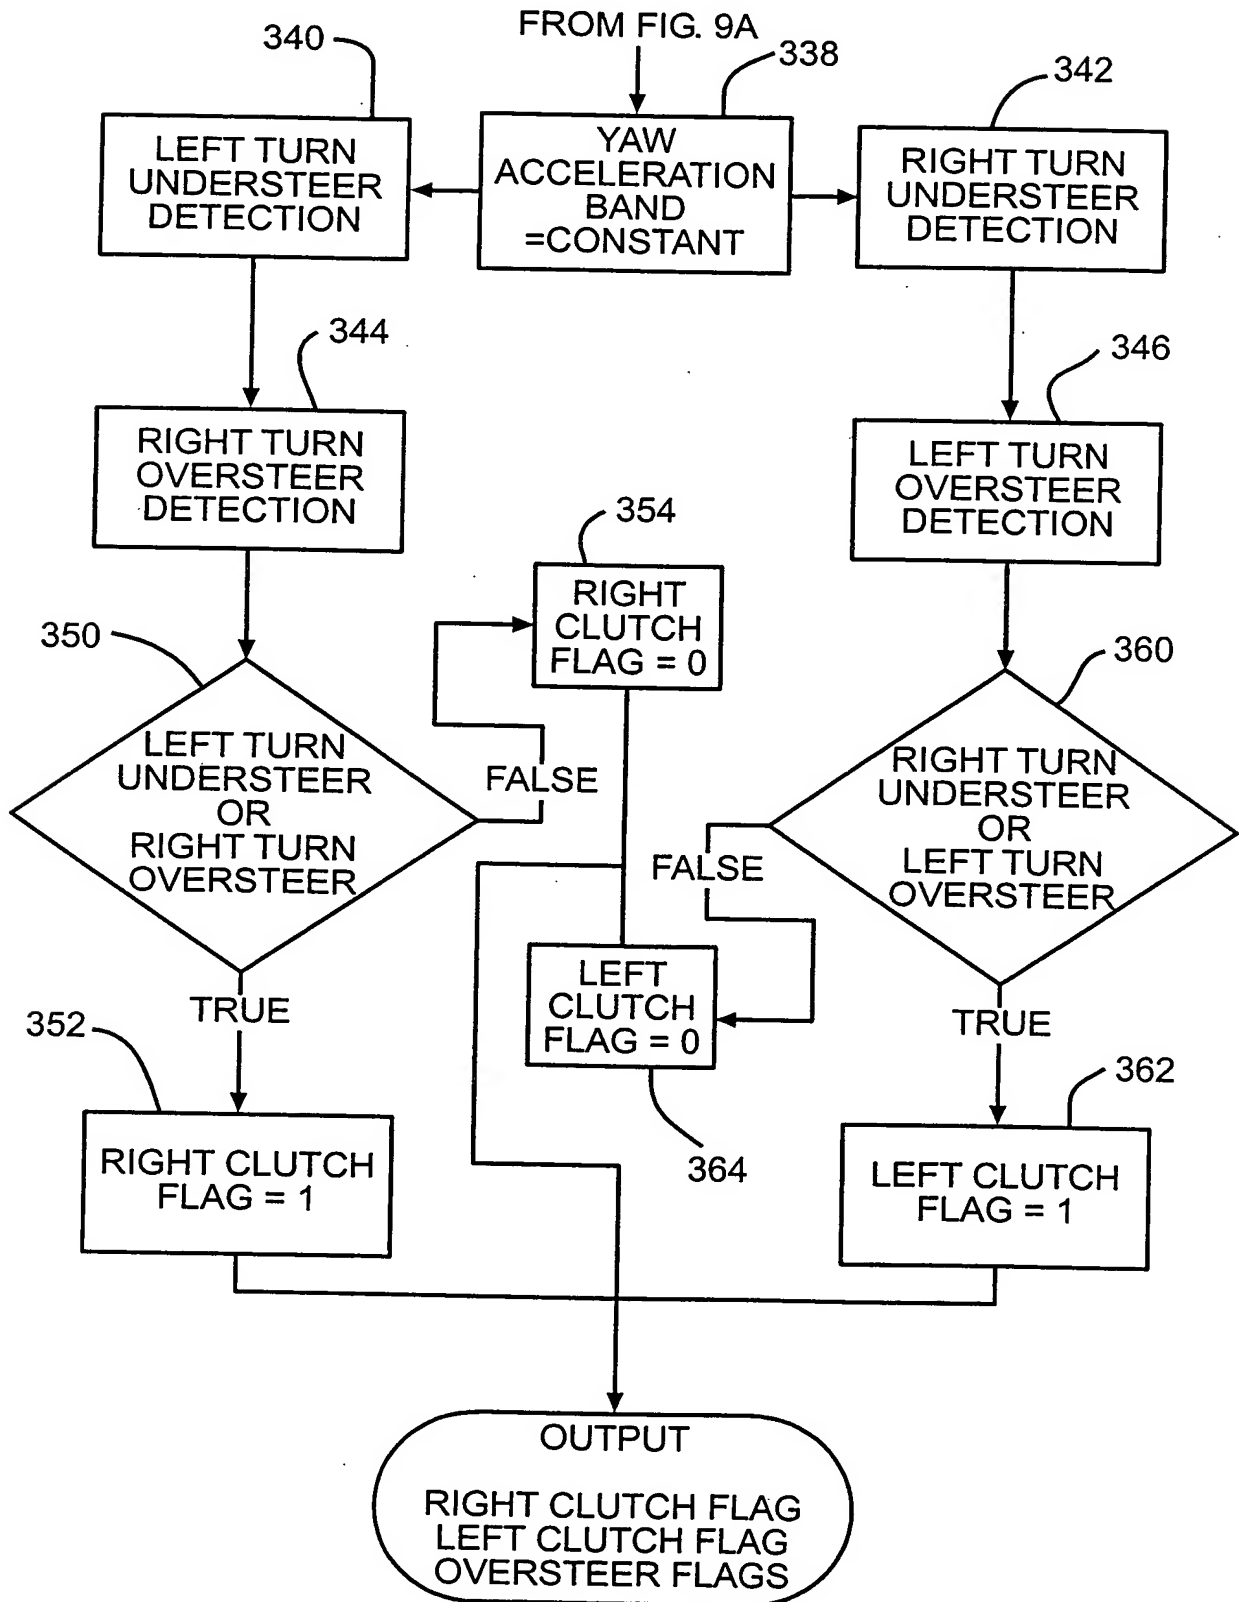 FROM FIG. 9A
340
338
342
LEFT TURN
UNDERSTEER
DETECTION
YAW
ACCELERATION
BAND
=CONSTANT
RIGHT TURN
UNDERSTEER
DETECTION
344
346
RIGHT TURN
OVERSTEER
DETECTION
LEFT TURN
OVERSTEER
DETECTION
354
RIGHT
CLUTCH
FLAG = 0
350
360
LEFT TURN
UNDERSTEER
OR
RIGHT TURN
OVERSTEER
FALSE
RIGHT TURN
UNDERSTEER
OR
LEFT TURN
OVERSTEER
FALSE
LEFT
CLUTCH
FLAG = 0
364
TRUE
TRUE
352
362
RIGHT CLUTCH
FLAG = 1
LEFT CLUTCH
FLAG = 1
OUTPUT
RIGHT CLUTCH FLAG
LEFT CLUTCH FLAG
OVERSTEER FLAGS